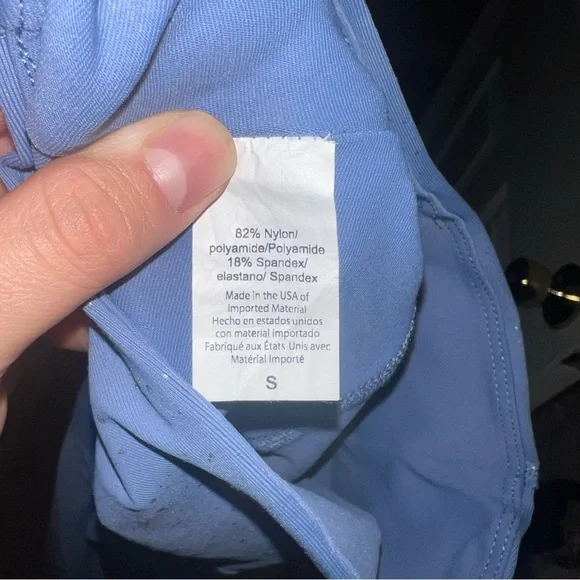 82% Nylon/
polyamide/Polyamide
18% Spandex/
elastano/ Spandex
Made in the USA of
Imported Material
Hecho en estados unidos
con material importado
Fabriqué aux États-Unis avec
Matérial Importé
S